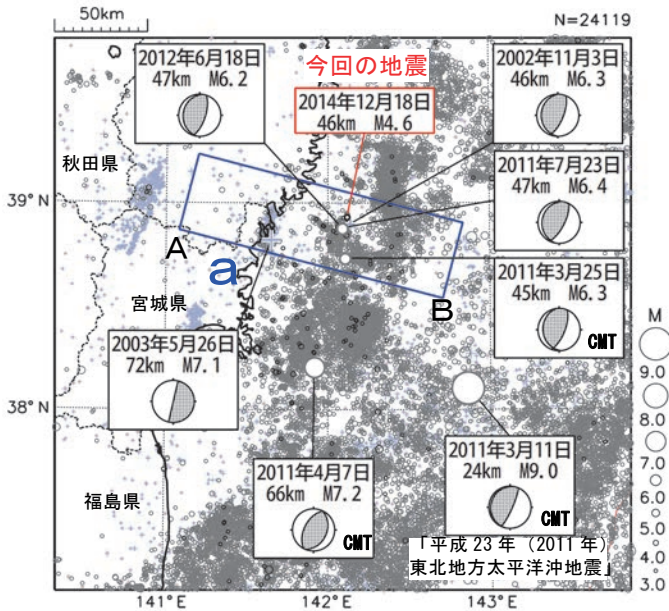 50km
N=24119
2012年6月18日
47km M6.2
今回の地震
2014年12月18日
46km M4.6
2002年11月3日
46km M6.3
2011年7月23日
47km M6.4
2011年3月25日
45km M6.3
CMT
秋田県
39°N
A
a
B
宮城県
2003年5月26日
72km M7.1
38°N
2011年4月7日
66km M7.2
CMT
2011年3月11日
24km M9.0
CMT
「平成23年(2011年)
東北地方太平洋沖地震」
福島県
M
9.0
8.0
7.0
6.0
5.0
4.0
3.0
141°E
142°E
143°E